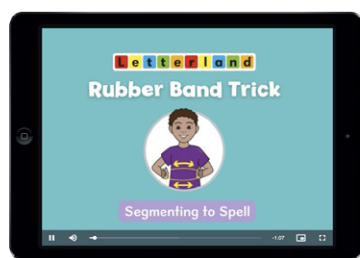 Letterland
Rubber Band Trick
Segmenting to Spell
-1:07